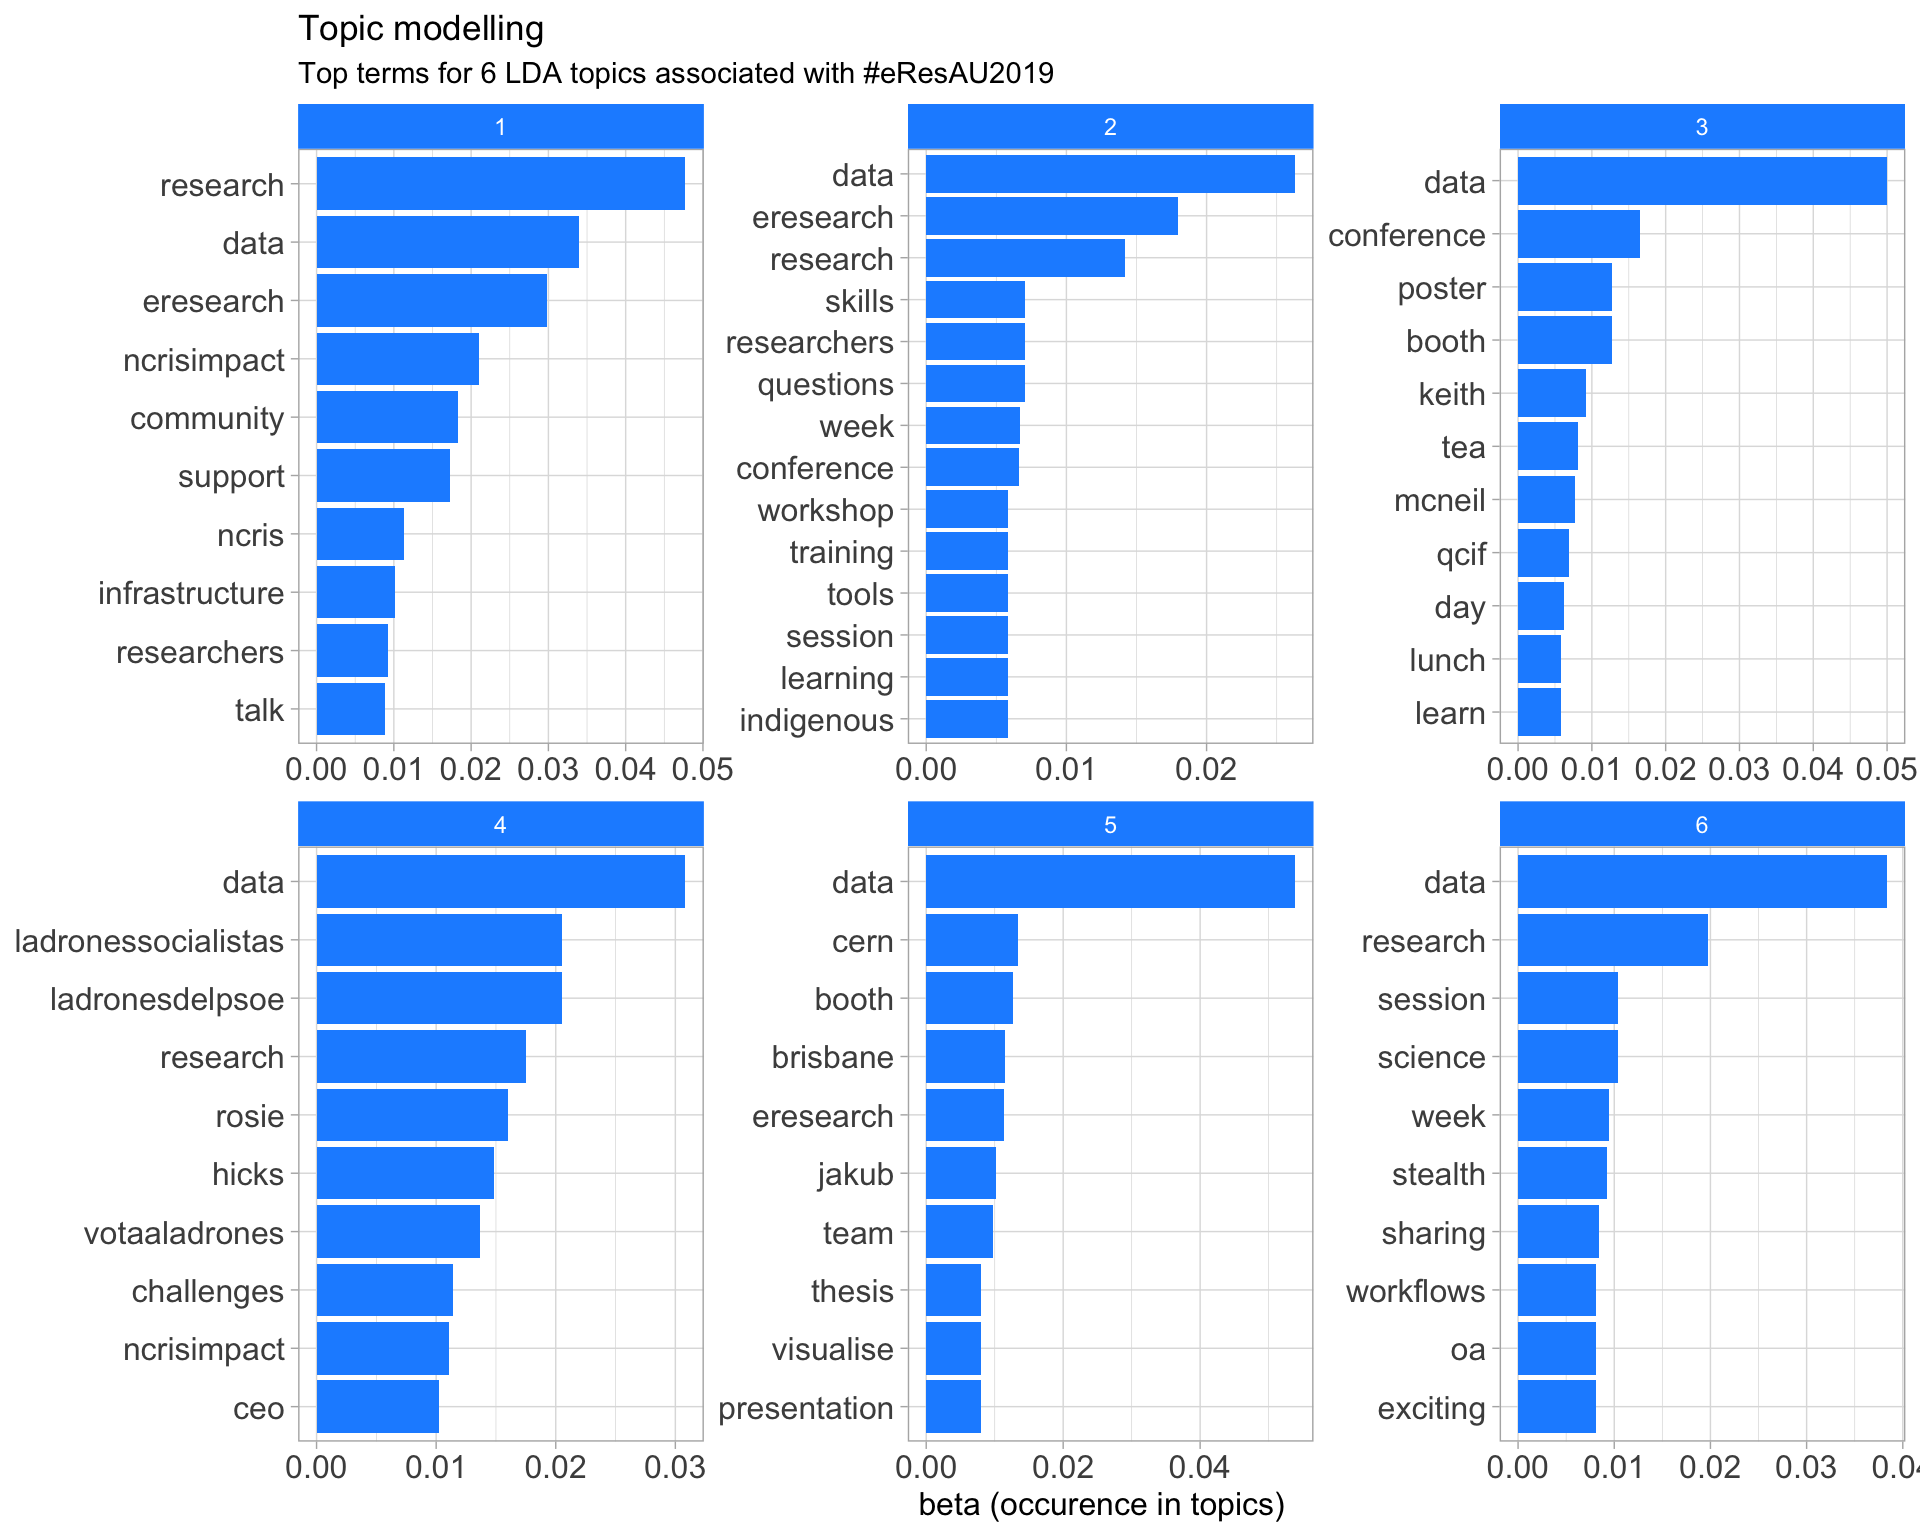 Topic modelling
Top terms for 6 LDA topics associated with #eResAU2019
1
research
data
eresearch
ncrisimpact
community
support
ncris
infrastructure
researchers
talk
0.00 0.01 0.02 0.03 0.04 0.05
2
data
eresearch
research
skills
researchers
questions
week
conference
workshop
training
tools
session
learning
indigenous
0.00 0.01 0.02
3
data
conference
poster
booth
keith
tea
mcneil
qcif
day
lunch
learn
0.00 0.01 0.02 0.03 0.04 0.05
4
data
ladronessocialistas
ladronesdelpsoe
research
rosie
hicks
votaaladrones
challenges
ncrisimpact
ceo
0.00 0.01 0.02 0.03
5
data
cern
booth
brisbane
eresearch
jakub
team
thesis
visualise
presentation
0.00 0.02 0.04
6
data
research
session
science
week
stealth
sharing
workflows
oa
exciting
0.00 0.01 0.02 0.03
beta (occurence in topics)